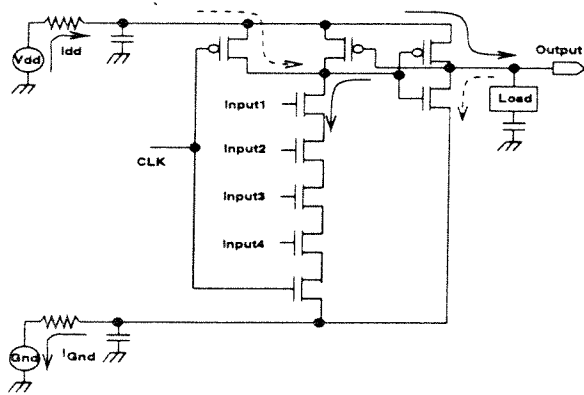 Vdd
Idd
Output
Load
Input1
Input2
CLK
Input3
Input4
Gnd
IGnd